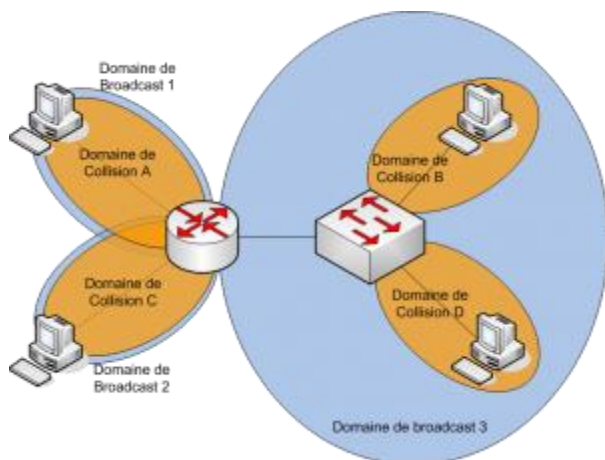 Domaine de
Broadcast 1
Domaine de
Collision A
Domaine de
Collision B
Domaine de
Collision C
Domaine de
Collision D
Domaine de
Broadcast 2
Domaine de broadcast 3